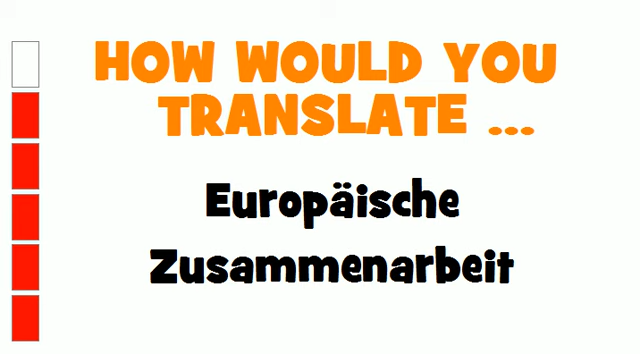 HOW WOULD YOU
TRANSLATE ...
Europäische
Zusammenarbeit